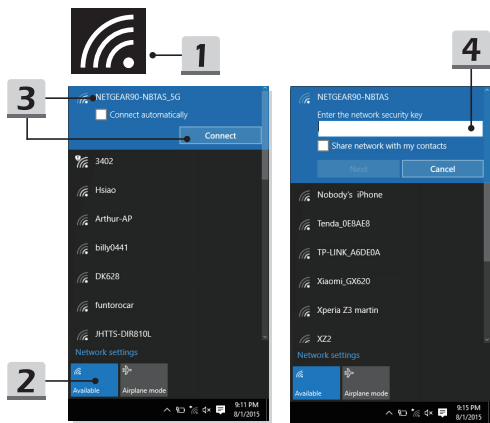 1
3
NETGEAR90-NBTAS_5G
Connect automatically
Connect
3402
Hsiao
Arthur-AP
billy0441
DK628
funtorocar
JHTTS-DIR810L
Network settings
2
Available
Airplane mode
9:11 PM
8/1/2015
4
NETGEAR90-NBTAS
Enter the network security key
Share network with my contacts
Next
Cancel
Nobody's iPhone
Tenda_0E8AE8
TP-LINK_A6DE0A
Xiaomi_GX620
Xperia Z3 martin
XZ2
Network settings
Available
Airplane mode
9:15 PM
8/1/2015